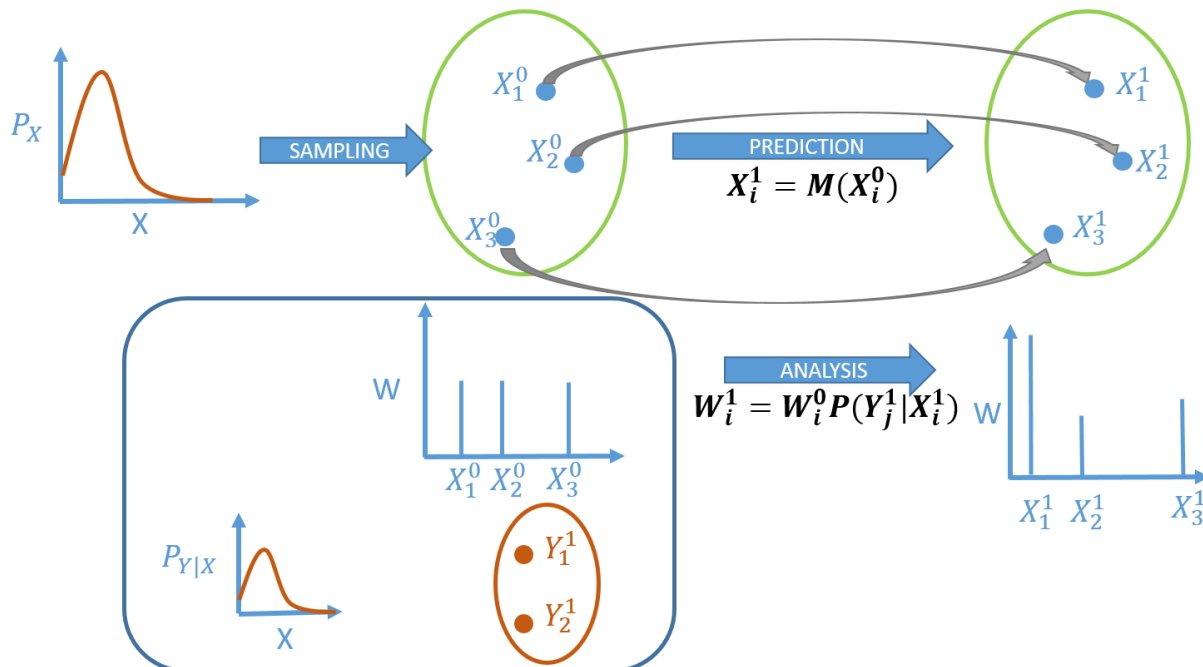 P_X
X
SAMPLING
X_1^0
X_2^0
X_3^0
PREDICTION
X_i^1 = M(X_i^0)
X_1^1
X_2^1
X_3^1
W
X_1^0 X_2^0 X_3^0
P_{Y|X}
X
Y_1^1
Y_2^1
ANALYSIS
W_i^1 = W_i^0 P(Y_j^1|X_i^1)
W
X_1^1 X_2^1 X_3^1